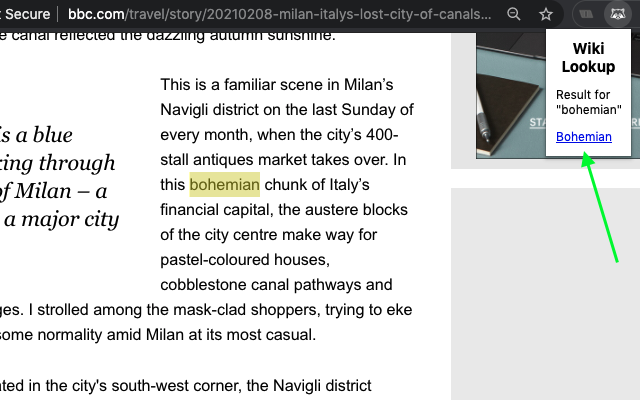 t Secure
bbc.com/travel/story/20210208-milan-italys-lost-city-of-canals...
e canal reflected the dazzling autumn sunshine.
Wiki
Lookup
Result for
"bohemian"
Bohemian
STA
RE
This is a familiar scene in Milan’s
Navigli district on the last Sunday of
every month, when the city’s 400-
stall antiques market takes over. In
this bohemian chunk of Italy’s
financial capital, the austere blocks
of the city centre make way for
pastel-coloured houses,
cobblestone canal pathways and
is a blue
king through
of Milan – a
a major city
ges. I strolled among the mask-clad shoppers, trying to eke
some normality amid Milan at its most casual.
ated in the city's south-west corner, the Navigli district